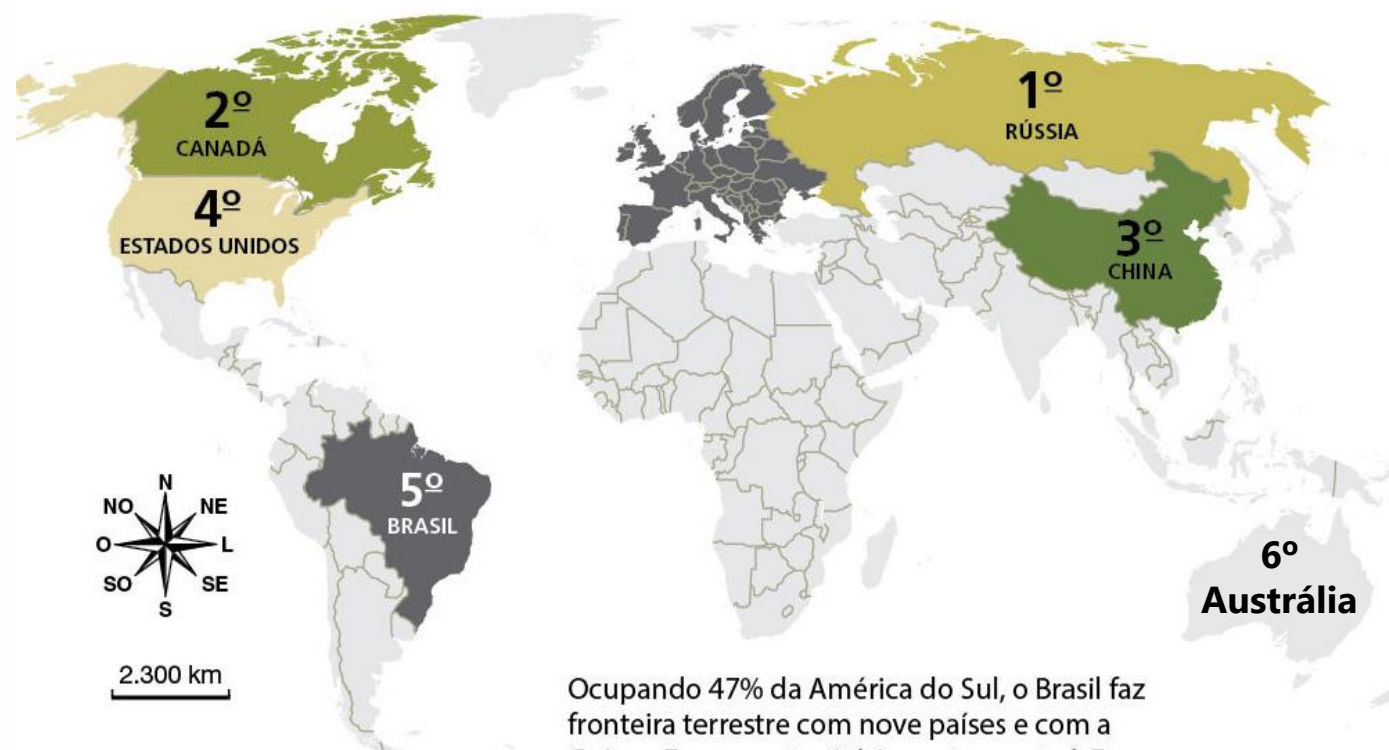 1º
RÚSSIA
2º
CANADÁ
4º
ESTADOS UNIDOS
3º
CHINA
5º
BRASIL
N
NO
NE
O
L
SO
SE
S
6º
Austrália
2.300 km
Ocupando 47% da América do Sul, o Brasil faz
fronteira terrestre com nove países e com a